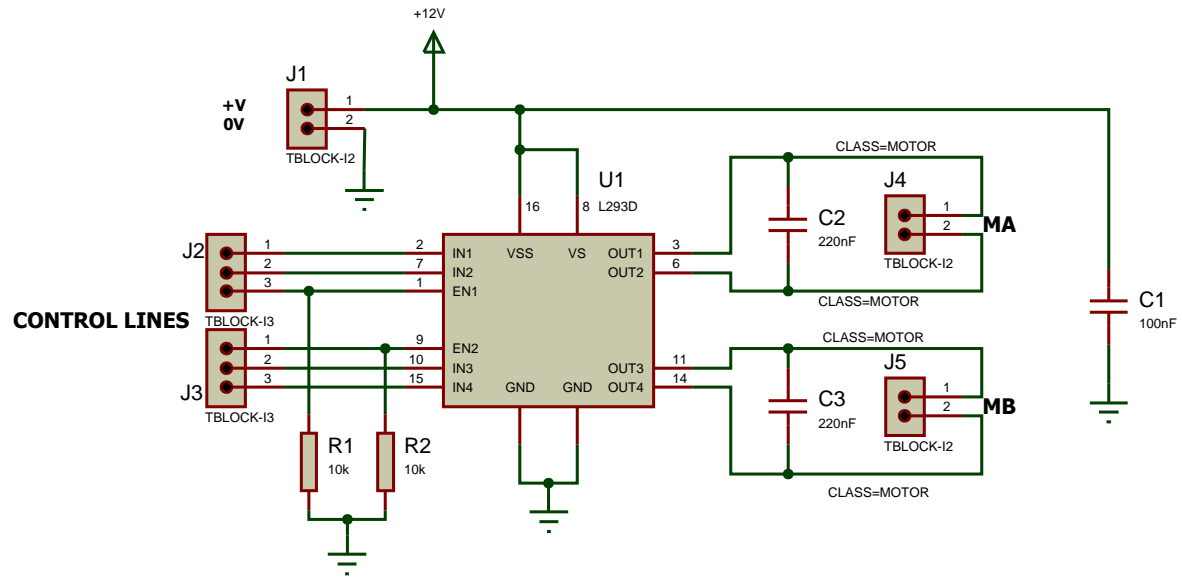 +12V
J1
+V
0V
1
2
TBLOCK-I2
U1
L293D
16
8
CLASS=MOTOR
J4
C2
220nF
1
2
MA
TBLOCK-I2
CLASS=MOTOR
J2
1
2
3
TBLOCK-I3
2
7
1
IN1
IN2
EN1
VSS
VS
OUT1
OUT2
3
6
CONTROL LINES
C1
100nF
1
2
3
J3
TBLOCK-I3
9
10
15
EN2
IN3
IN4
GND
GND
OUT3
OUT4
11
14
CLASS=MOTOR
J5
C3
220nF
1
2
MB
TBLOCK-I2
CLASS=MOTOR
R1
10k
R2
10k